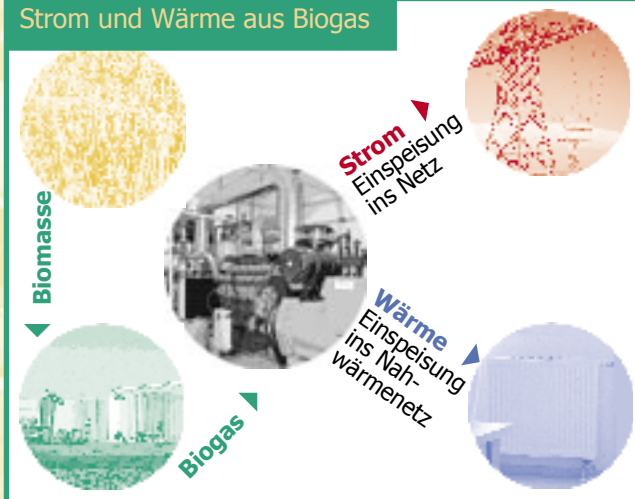 Strom und Wärme aus Biogas
Biomasse
Biogas
Strom
Einspeisung
ins Netz
Wärme
Einspeisung
ins Nah-
wärmenetz